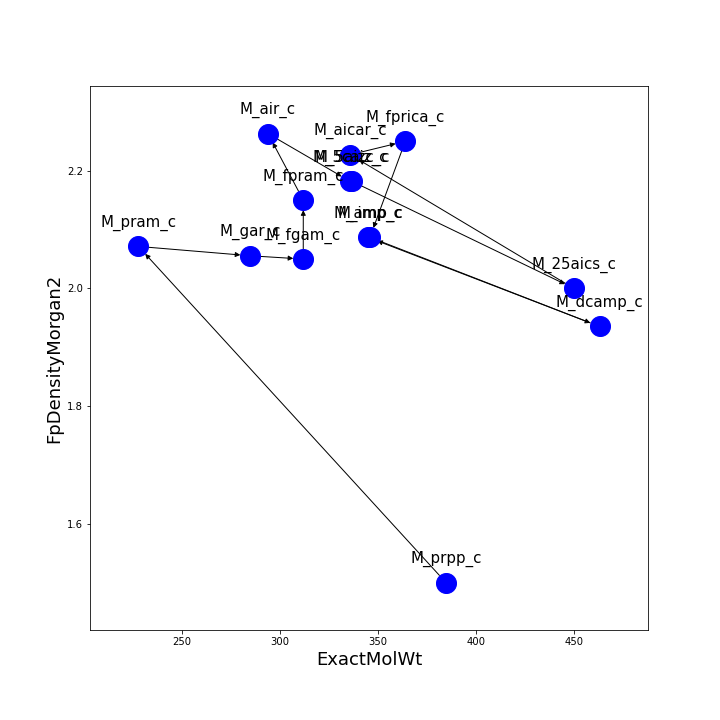 M_air_c
M_fprica_c
M_aicar_c
M_fpram_c
M_pram_c
M_gar_c
M_fgam_c
M_imp_c
M_25aics_c
M_dcamp_c
M_prpp_c
2.2
2.0
1.8
1.6
250
300
350
400
450
ExactMolWt
FpDensityMorgan2